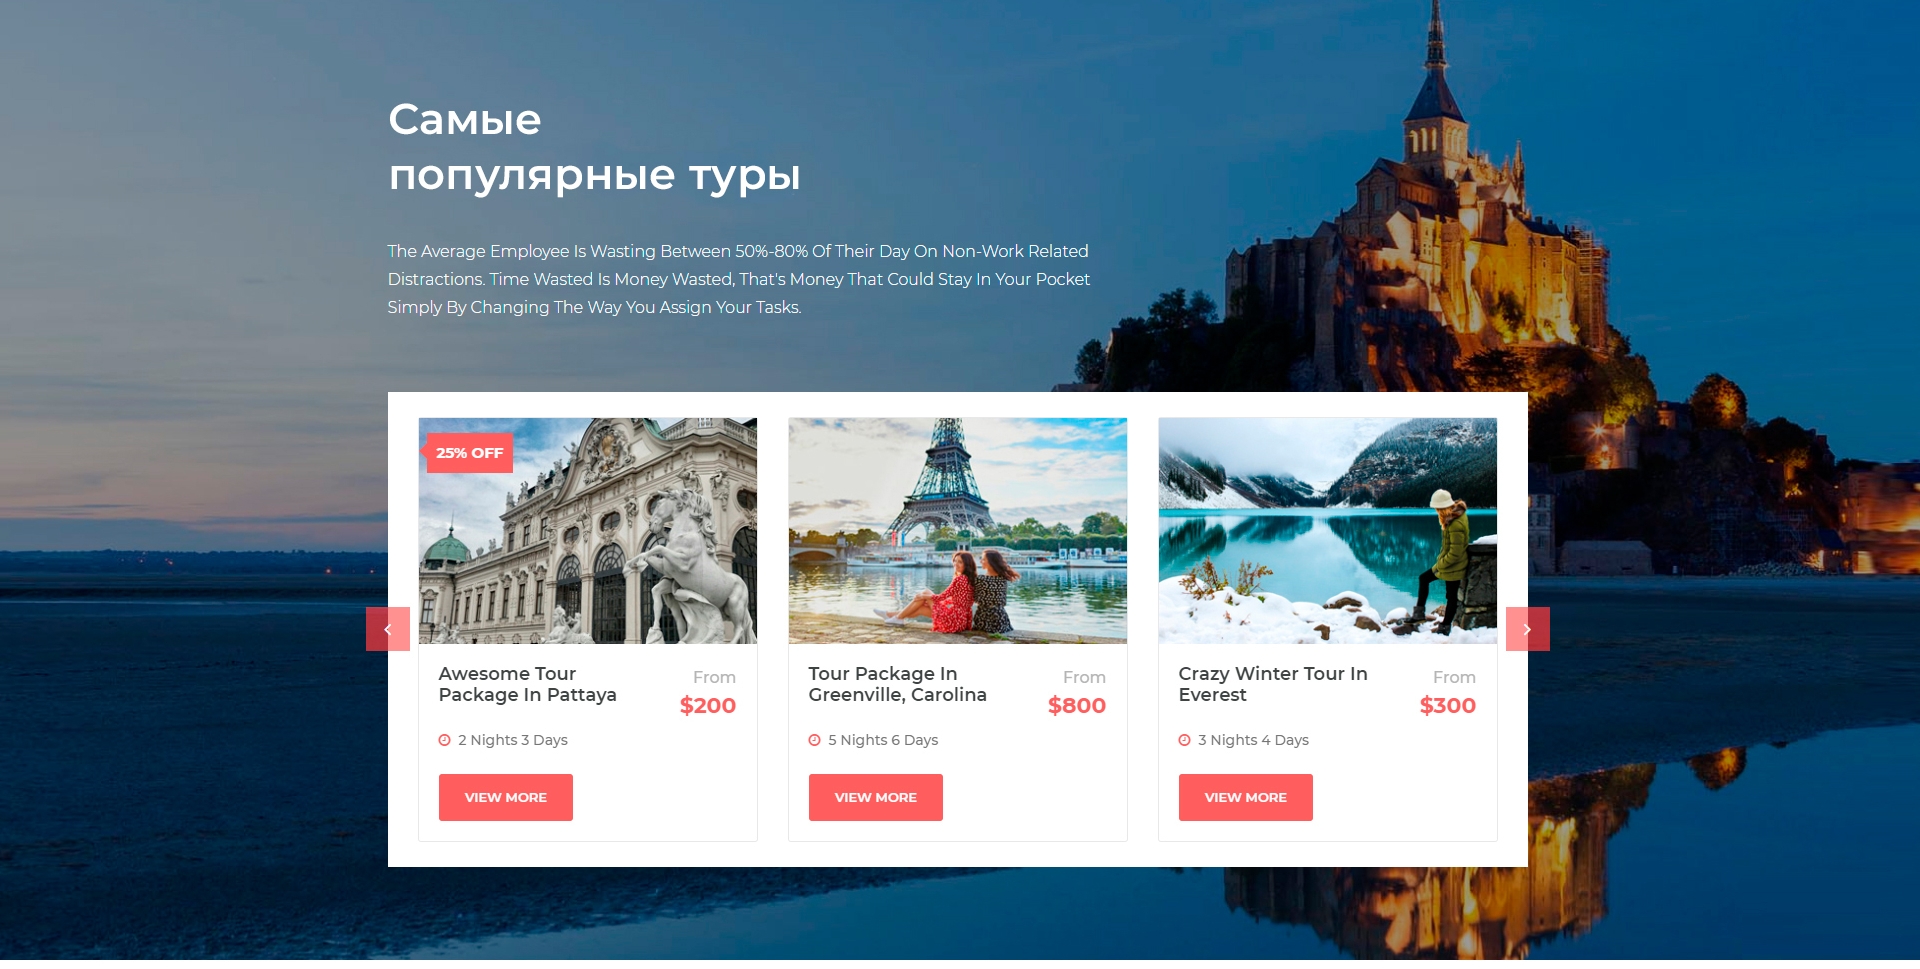 Самые
популярные туры
The Average Employee Is Wasting Between 50%-80% Of Their Day On Non-Work Related
Distractions. Time Wasted Is Money Wasted, That's Money That Could Stay In Your Pocket
Simply By Changing The Way You Assign Your Tasks.
25% OFF
Awesome Tour
Package In Pattaya
From
$200
2 Nights 3 Days
VIEW MORE
Tour Package In
Greenville, Carolina
From
$800
5 Nights 6 Days
VIEW MORE
Crazy Winter Tour In
Everest
From
$300
3 Nights 4 Days
VIEW MORE